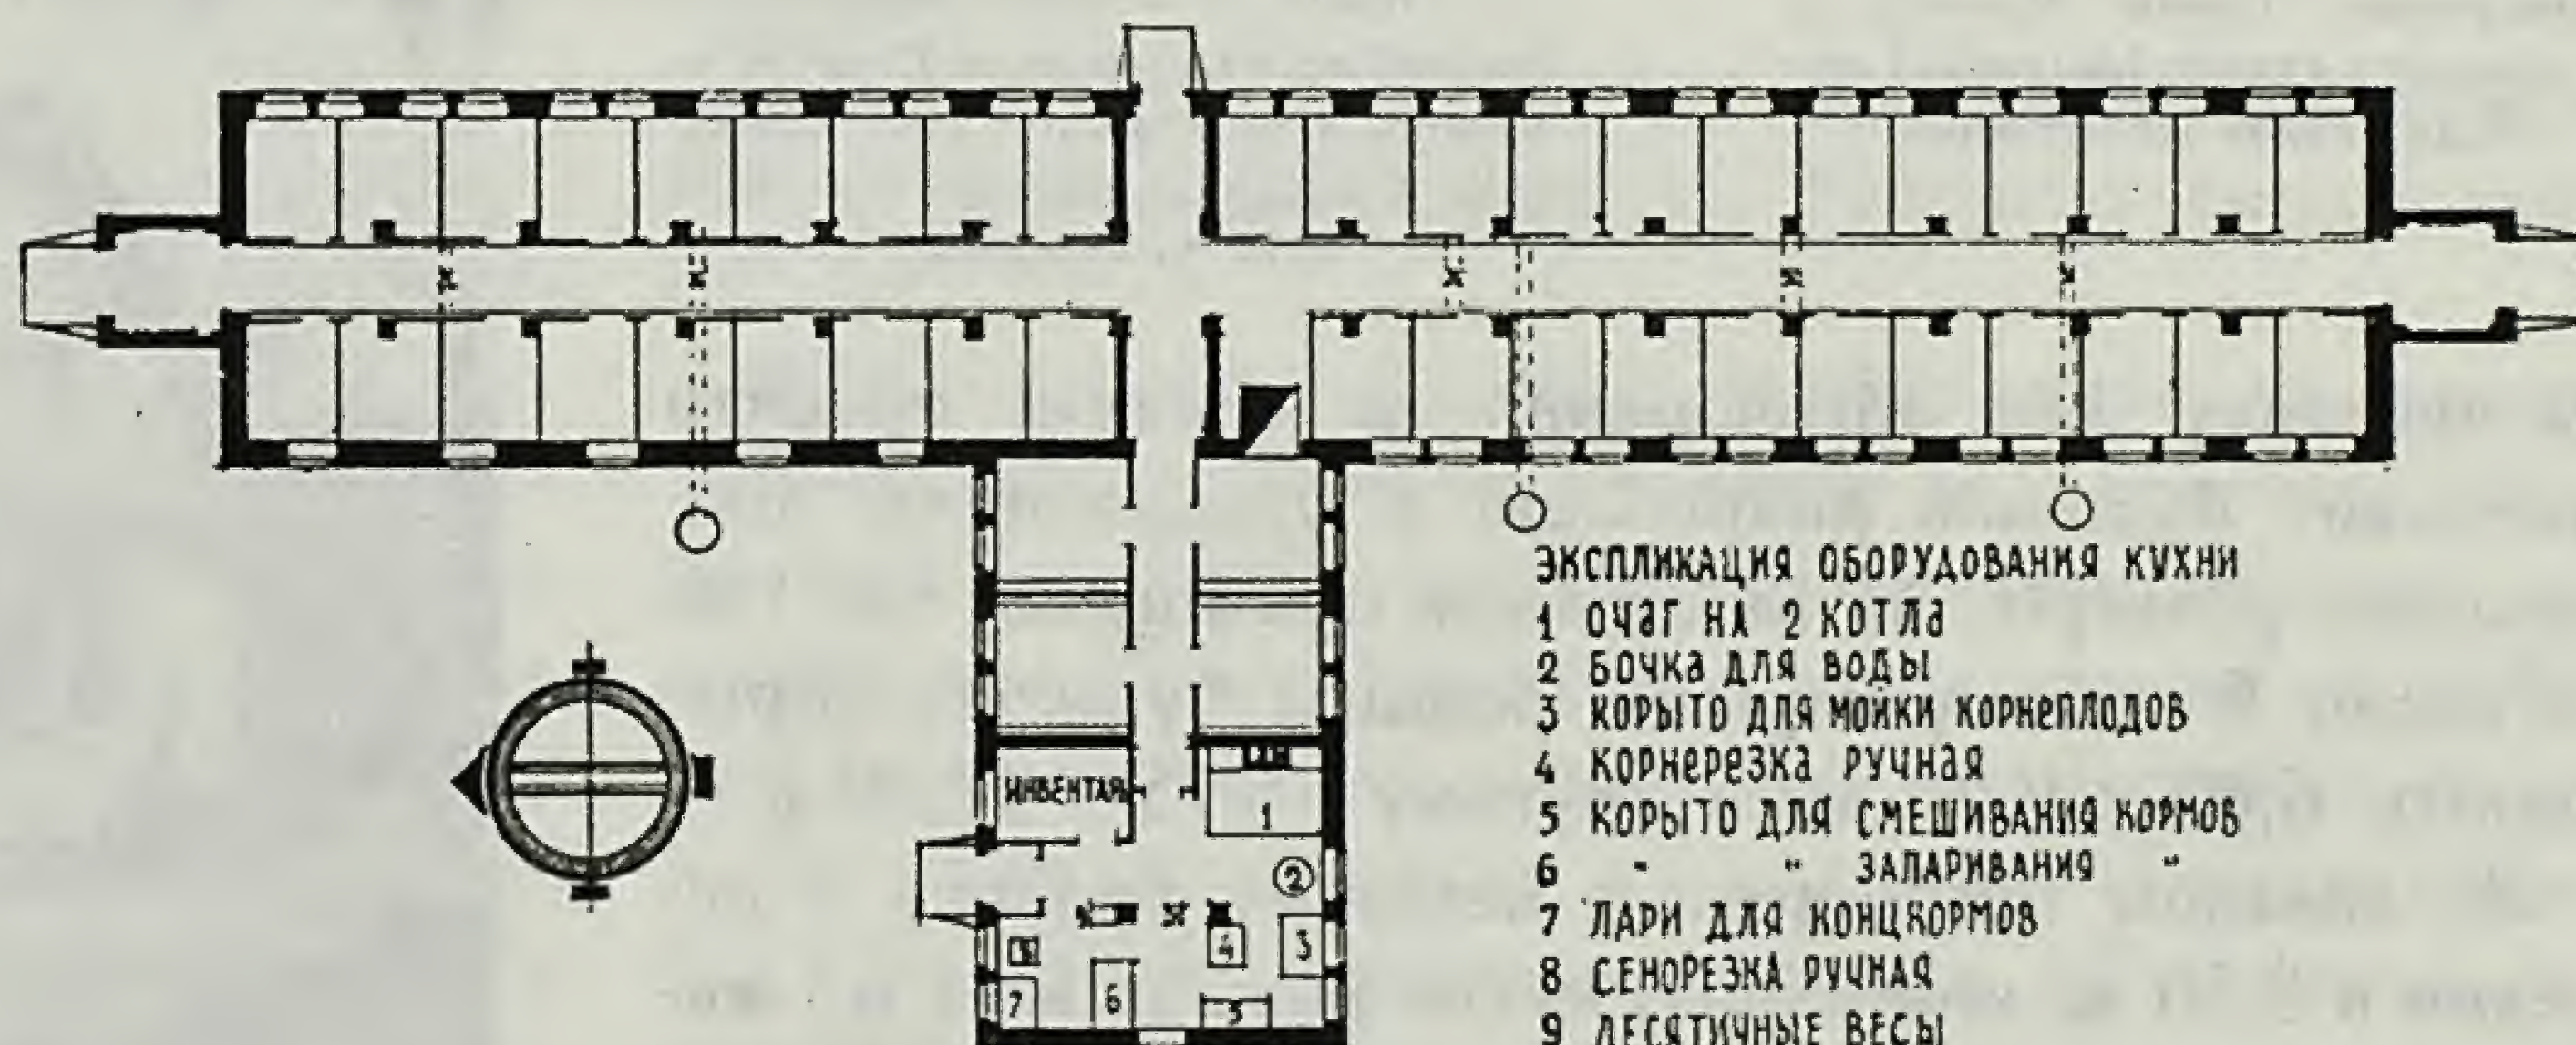 ИНВЕНТАРЬ
1
2
4
3
7
6
5
ЭКСПЛИКАЦИЯ ОБОРУДОВАНИЯ КУХНИ
1 ОЧАГ НА 2 КОТЛА
2 БОЧКА ДЛЯ ВОДЫ
3 КОРЫТО ДЛЯ МОЙКИ КОРНЕПЛОДОВ
4 КОРНЕРЕЗКА РУЧНАЯ
5 КОРЫТО ДЛЯ СМЕШИВАНИЯ КОРМОВ
6 " " ЗАПАРИВАНИЯ "
7 ЛАРИ ДЛЯ КОНЦКОРМОВ
8 СЕНОРЕЗКА РУЧНАЯ
9 ДЕСЯТИЧНЫЕ ВЕСЫ